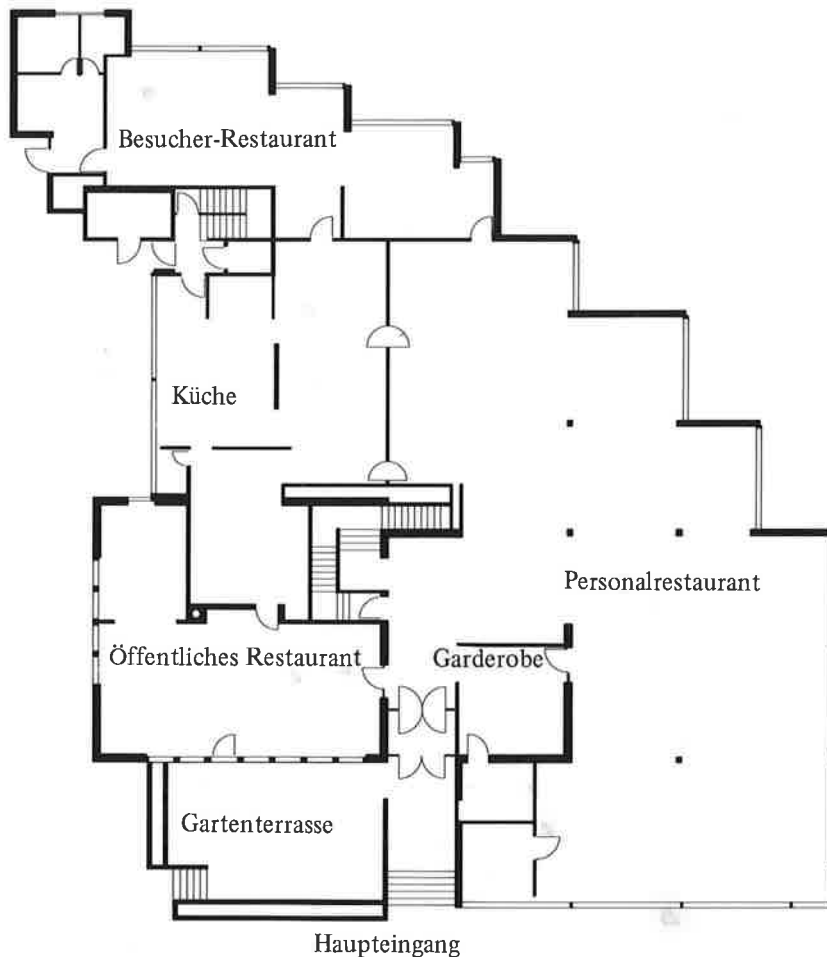 Besucher-Restaurant
Küche
Personalrestaurant
Öffentliches Restaurant
Garderobe
Gartenterrasse
Haupteingang